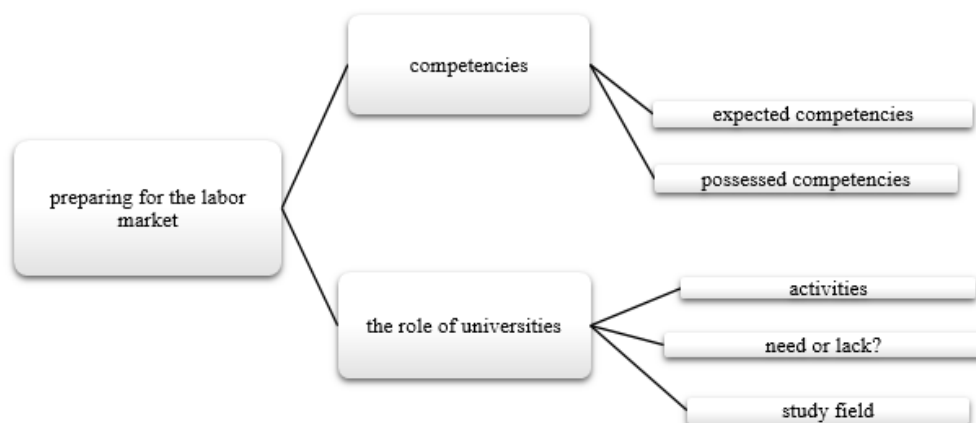 competencies
expected competencies
possessed competencies
preparing for the labor
market
the role of universities
activities
need or lack?
study field